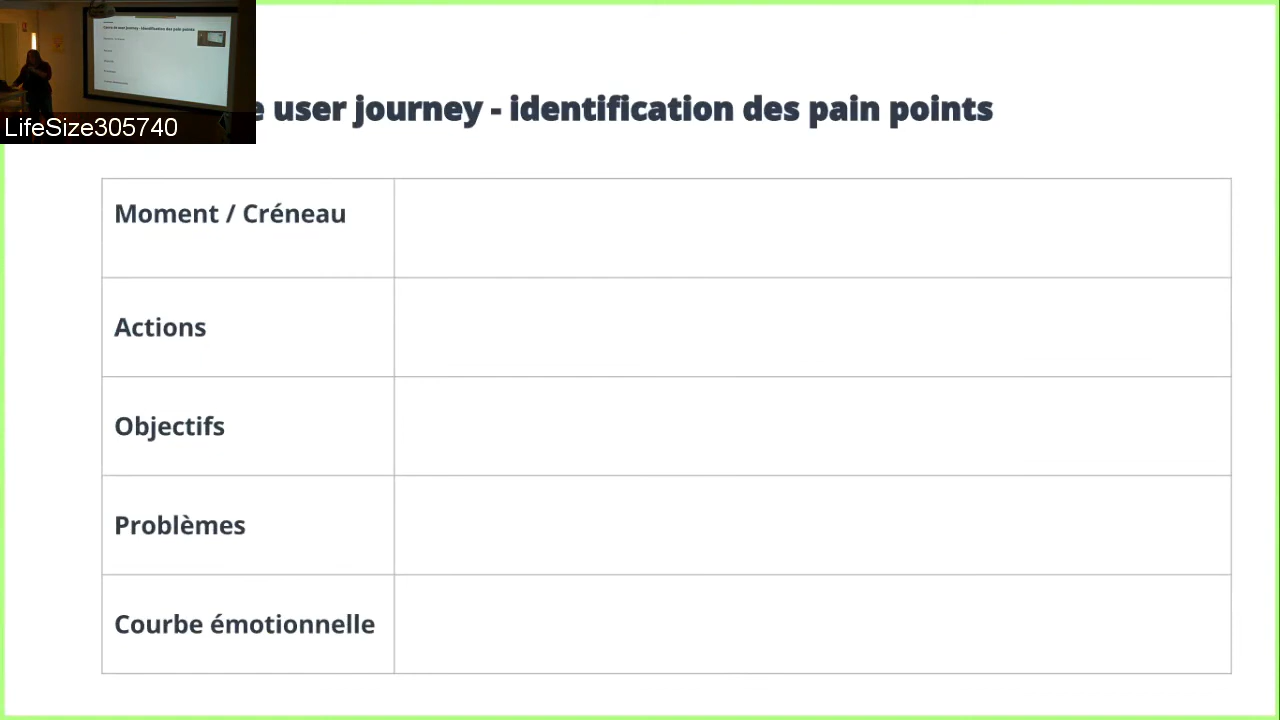 LifeSize305740
e user journey - identification des pain points
Moment / Créneau
Actions
Objectifs
Problèmes
Courbe émotionnelle